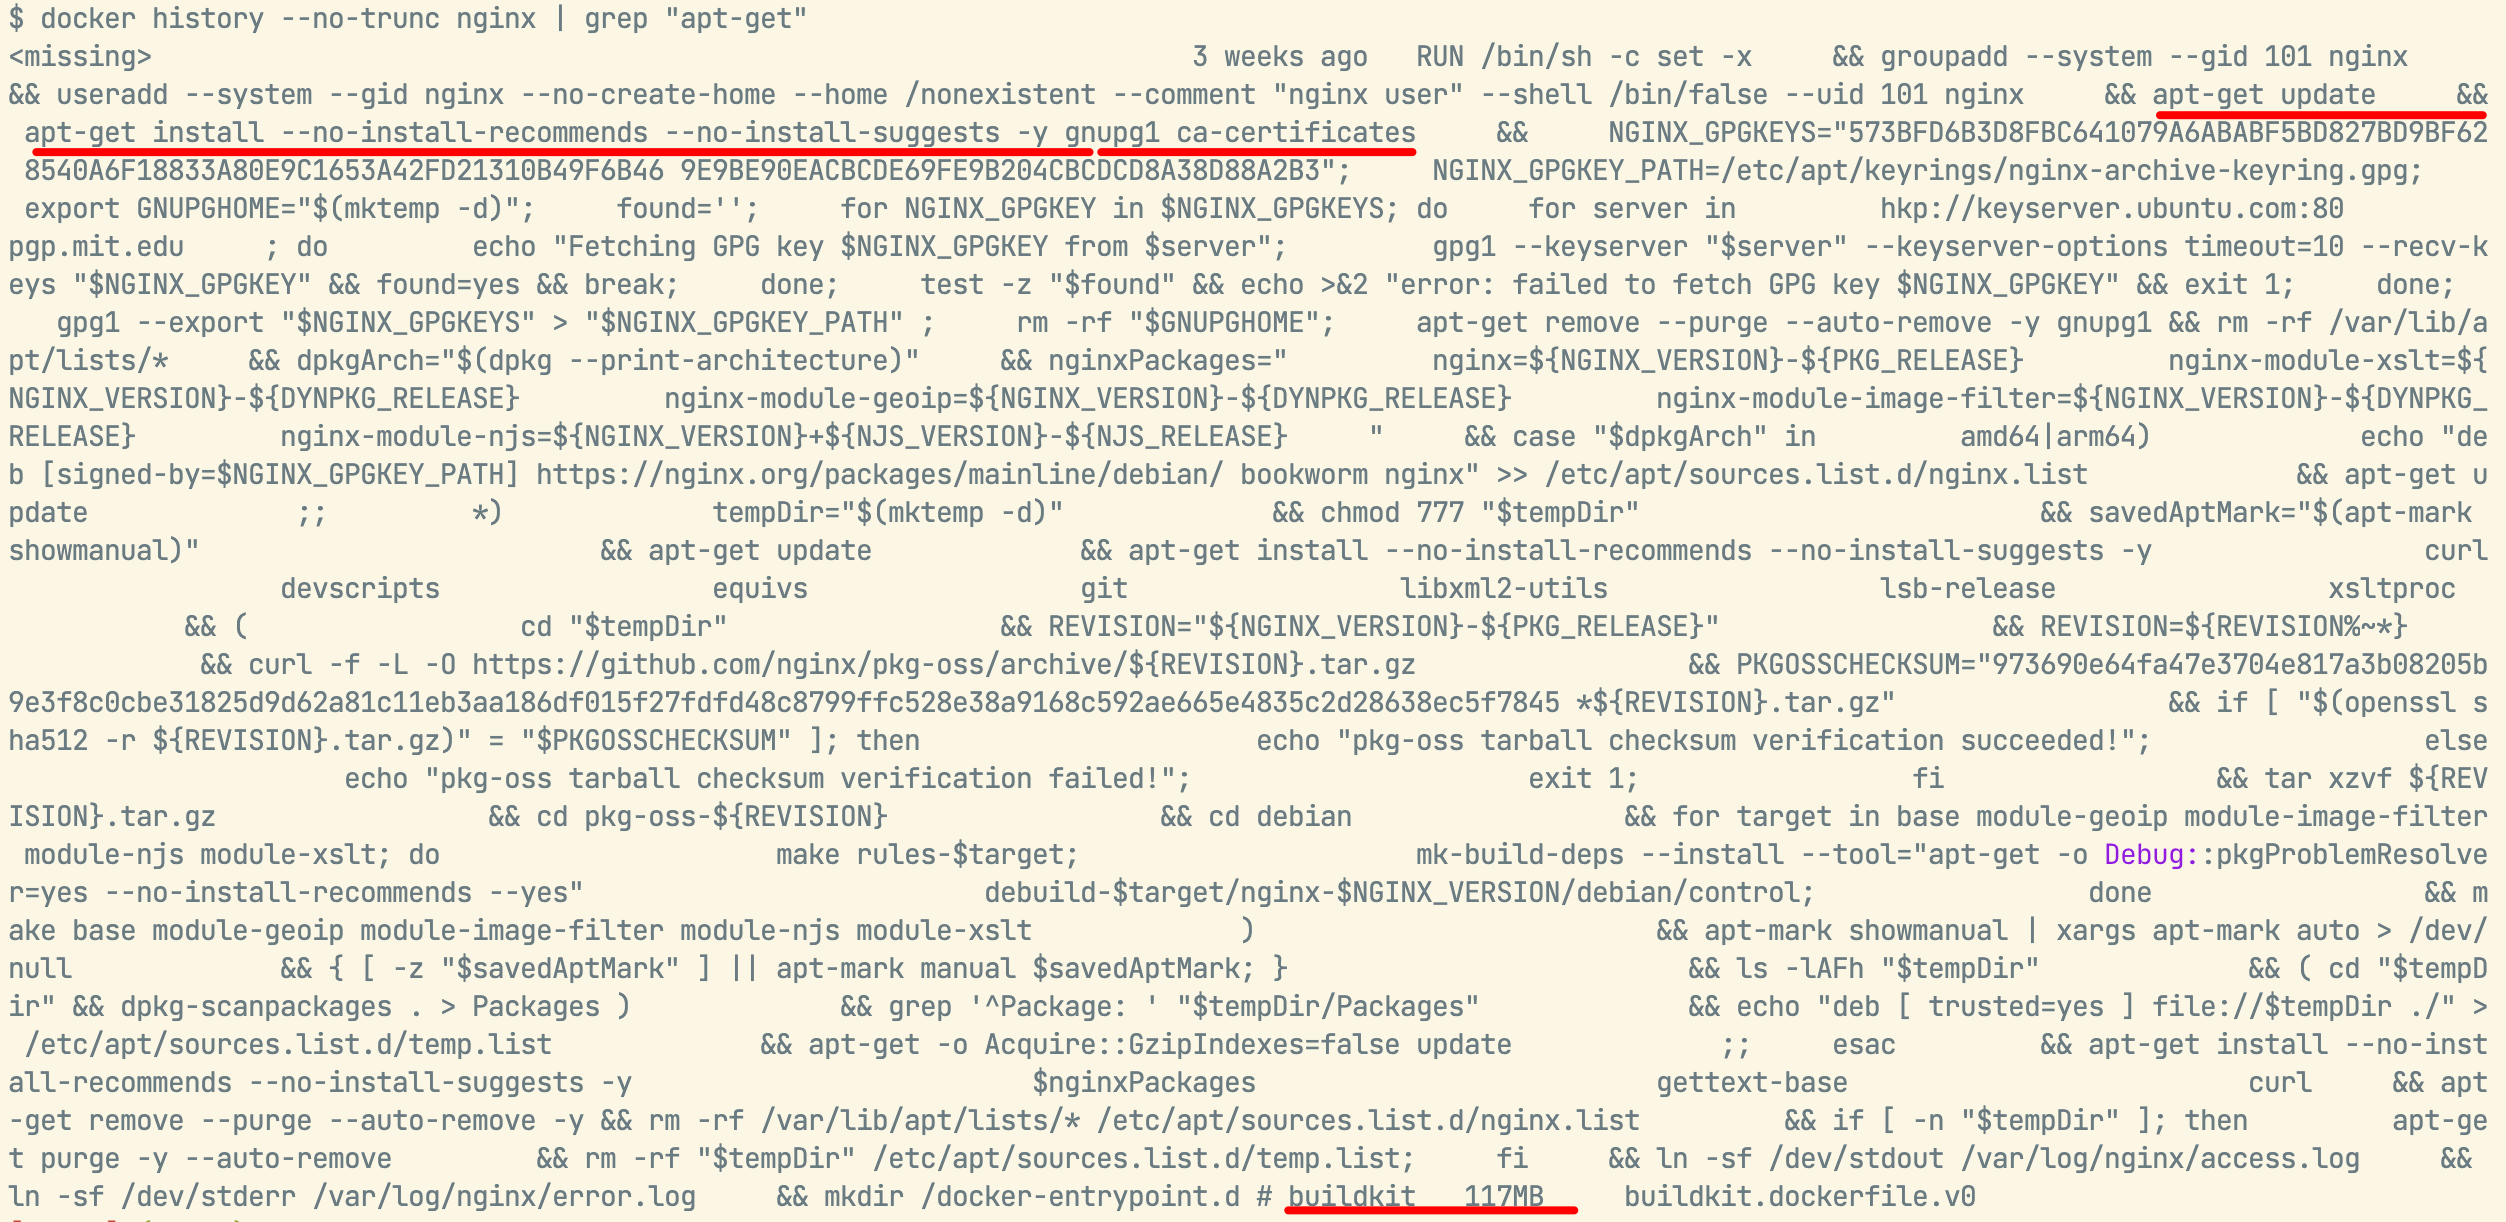 $ docker history --no-trunc nginx | grep "apt-get"
<missing>                                                                 3 weeks ago   RUN /bin/sh -c set -x     && groupadd --system --gid 101 nginx
&& useradd --system --gid nginx --no-create-home --home /nonexistent --comment "nginx user" --shell /bin/false --uid 101 nginx     && apt-get update     &&
 apt-get install --no-install-recommends --no-install-suggests -y gnupg1 ca-certificates     &&     NGINX_GPGKEYS="573BFD6B3D8FBC641079A6ABABF5BD827BD9BF62
 8540A6F18833A80E9C1653A42FD21310B49F6B46 9E9BE90EACBCDE69FE9B204CBCDCD8A38D88A2B3";     NGINX_GPGKEY_PATH=/etc/apt/keyrings/nginx-archive-keyring.gpg;
 export GNUPGHOME="$(mktemp -d)";     found='';     for NGINX_GPGKEY in $NGINX_GPGKEYS; do     for server in         hkp://keyserver.ubuntu.com:80
pgp.mit.edu     ; do         echo "Fetching GPG key $NGINX_GPGKEY from $server";         gpg1 --keyserver "$server" --keyserver-options timeout=10 --recv-k
eys "$NGINX_GPGKEY" && found=yes && break;     done;     test -z "$found" && echo >&2 "error: failed to fetch GPG key $NGINX_GPGKEY" && exit 1;     done;
   gpg1 --export "$NGINX_GPGKEYS" > "$NGINX_GPGKEY_PATH" ;     rm -rf "$GNUPGHOME";     apt-get remove --purge --auto-remove -y gnupg1 && rm -rf /var/lib/a
pt/lists/*     && dpkgArch="$(dpkg --print-architecture)"     && nginxPackages="         nginx=${NGINX_VERSION}-${PKG_RELEASE}         nginx-module-xslt=${
NGINX_VERSION}-${DYNPKG_RELEASE}         nginx-module-geoip=${NGINX_VERSION}-${DYNPKG_RELEASE}         nginx-module-image-filter=${NGINX_VERSION}-${DYNPKG_
RELEASE}         nginx-module-njs=${NGINX_VERSION}+${NJS_VERSION}-${NJS_RELEASE}     "     && case "$dpkgArch" in         amd64|arm64)             echo "de
b [signed-by=$NGINX_GPGKEY_PATH] https://nginx.org/packages/mainline/debian/ bookworm nginx" >> /etc/apt/sources.list.d/nginx.list             && apt-get u
pdate             ;;         *)             tempDir="$(mktemp -d)"             && chmod 777 "$tempDir"                         && savedAptMark="$(apt-mark
showmanual)"                         && apt-get update             && apt-get install --no-install-recommends --no-install-suggests -y                 curl
                 devscripts                 equivs                 git                 libxml2-utils                 lsb-release                 xsltproc
           && (                 cd "$tempDir"                 && REVISION="${NGINX_VERSION}-${PKG_RELEASE}"                 && REVISION=${REVISION%~*}
            && curl -f -L -O https://github.com/nginx/pkg-oss/archive/${REVISION}.tar.gz                 && PKGOSSCHECKSUM="973690e64fa47e3704e817a3b08205b
9e3f8c0cbe31825d9d62a81c11eb3aa186df015f27fdfd48c8799ffc528e38a9168c592ae665e4835c2d28638ec5f7845 *${REVISION}.tar.gz"                 && if [ "$(openssl s
ha512 -r ${REVISION}.tar.gz)" = "$PKGOSSCHECKSUM" ]; then                     echo "pkg-oss tarball checksum verification succeeded!";                 else
                     echo "pkg-oss tarball checksum verification failed!";                     exit 1;                 fi                 && tar xzvf ${REV
ISION}.tar.gz                 && cd pkg-oss-${REVISION}                 && cd debian                 && for target in base module-geoip module-image-filter
 module-njs module-xslt; do                     make rules-$target;                     mk-build-deps --install --tool="apt-get -o Debug::pkgProblemResolve
r=yes --no-install-recommends --yes"                         debuild-$target/nginx-$NGINX_VERSION/debian/control;                 done                 && m
ake base module-geoip module-image-filter module-njs module-xslt             )                         && apt-mark showmanual | xargs apt-mark auto > /dev/
null             && { [ -z "$savedAptMark" ] || apt-mark manual $savedAptMark; }                         && ls -lAFh "$tempDir"             && ( cd "$tempD
ir" && dpkg-scanpackages . > Packages )             && grep '^Package: ' "$tempDir/Packages"             && echo "deb [ trusted=yes ] file://$tempDir ./" >
 /etc/apt/sources.list.d/temp.list             && apt-get -o Acquire::GzipIndexes=false update             ;;     esac         && apt-get install --no-inst
all-recommends --no-install-suggests -y                         $nginxPackages                         gettext-base                         curl     && apt
-get remove --purge --auto-remove -y && rm -rf /var/lib/apt/lists/* /etc/apt/sources.list.d/nginx.list         && if [ -n "$tempDir" ]; then         apt-ge
t purge -y --auto-remove         && rm -rf "$tempDir" /etc/apt/sources.list.d/temp.list;     fi     && ln -sf /dev/stdout /var/log/nginx/access.log     &&
ln -sf /dev/stderr /var/log/nginx/error.log     && mkdir /docker-entrypoint.d # buildkit   117MB     buildkit.dockerfile.v0